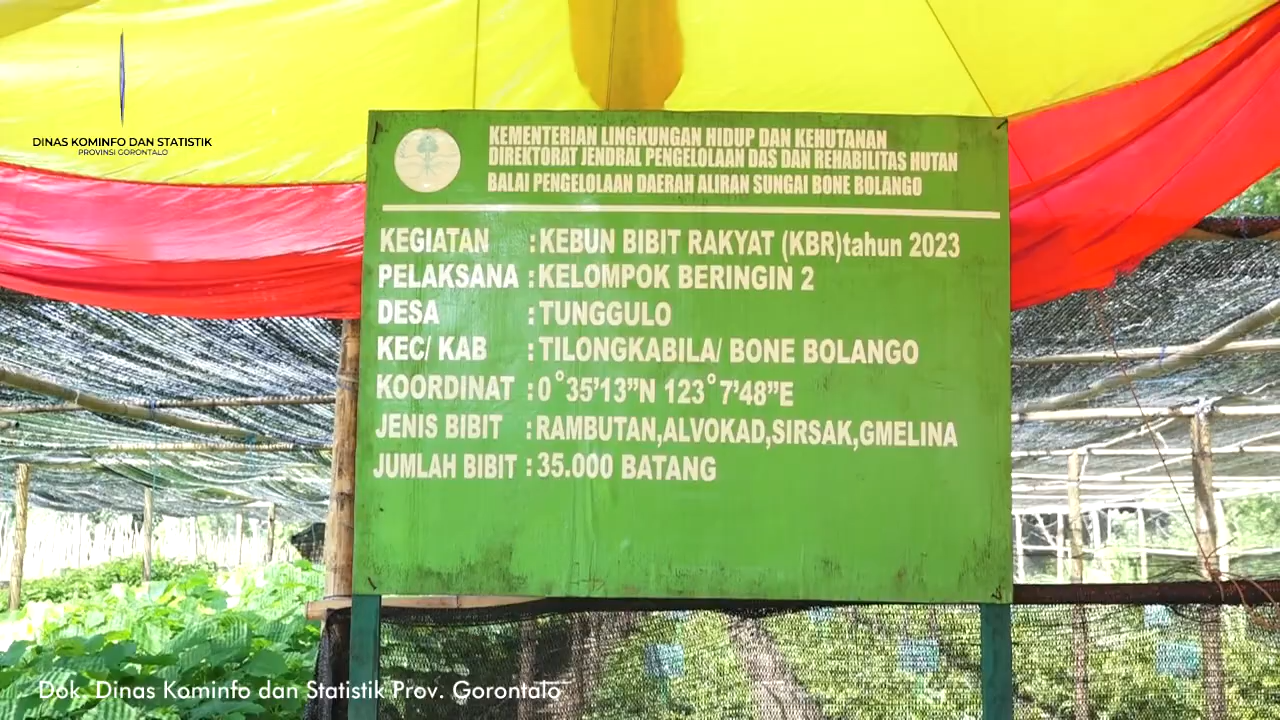 DINAS KOMINFO DAN STATISTIK
PROVINSI GORONTALO
KEMENTERIAN LINGKUNGAN HIDUP DAN KEHUTANAN
DIREKTORAT JENDRAL PENGELOLAAN DAS DAN REHABILITAS HUTAN
BALAI PENGELOLAAN DAERAH ALIRAN SUNGAI BONE BOLANGO
KEGIATAN : KEBUN BIBIT RAKYAT (KBR)tahun 2023
PELAKSANA : KELOMPOK BERINGIN 2
DESA : TUNGGULO
KEC/ KAB : TILONGKABILA/ BONE BOLANGO
KOORDINAT : 0°35'13”N 123°7'48”E
JENIS BIBIT : RAMBUTAN,ALVOKAD,SIRSAK,GMELINA
JUMLAH BIBIT : 35.000 BATANG
Dok. Dinas Kominfo dan Statistik Prov. Gorontalo